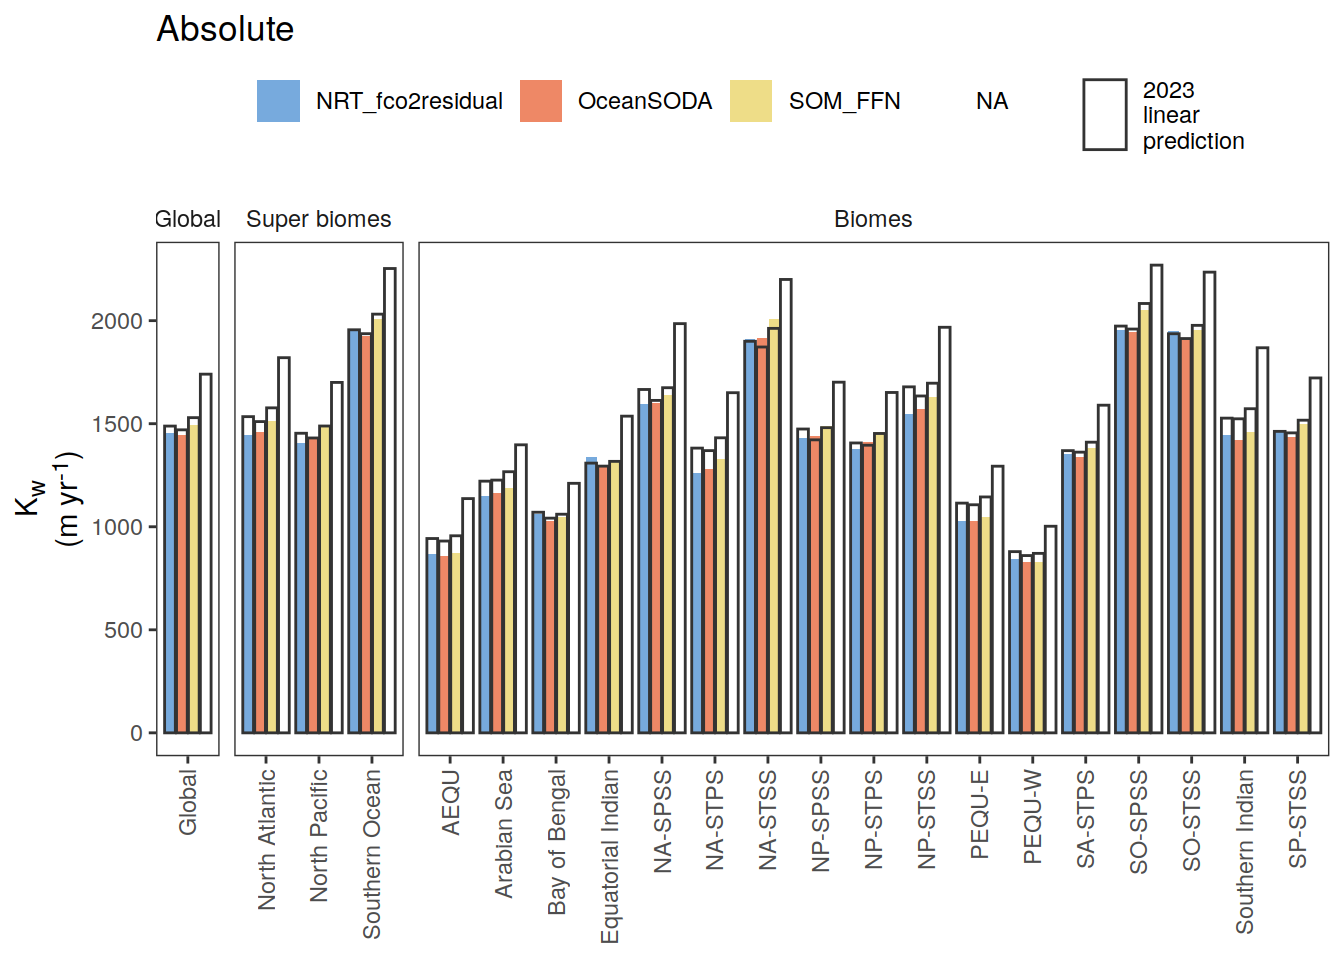 Absolute
NRT_fco2residual
OceanSODA
SOM_FFN
NA
2023
linear
prediction
Global
Super biomes
Biomes
Kw
(m yr-1)
2000
1500
1000
500
0
Global
North Atlantic
North Pacific
Southern Ocean
AEQU
Arabian Sea
Bay of Bengal
Equatorial Indian
NA-SPSS
NA-STPS
NA-STSS
NP-SPSS
NP-STPS
NP-STSS
PEQU-E
PEQU-W
SA-STPS
SO-SPSS
SO-STSS
Southern Indian
SP-STSS